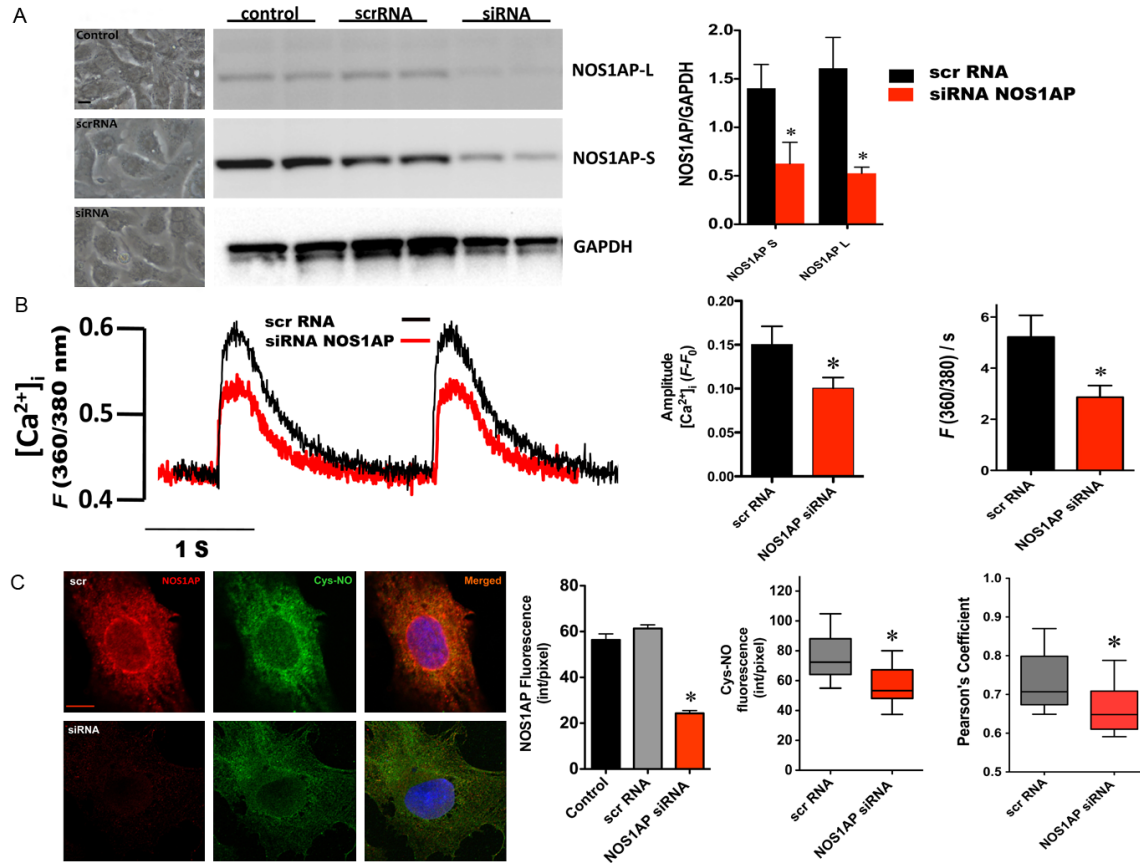 A
control
scrRNA
siRNA
Control
scrRNA
siRNA
NOS1AP-L
NOS1AP-S
GAPDH
NOS1AP/GAPDH
2.0
1.5
1.0
0.5
0.0
*
*
NOS1AP S
NOS1AP L
scr RNA
siRNA NOS1AP
B
[Ca2+]i
F (360/380 nm)
0.6
0.5
0.4
scr RNA
siRNA NOS1AP
1 S
Amplitude
[Ca2+]i (F-F0)
0.20
0.15
0.10
0.05
0.00
*
scr RNA
NOS1AP siRNA
F (360/380) / s
6
4
2
0
*
scr RNA
NOS1AP siRNA
C
scr
NOS1AP
Cys-NO
Merged
siRNA
NOS1AP Fluorescence
(int/pixel)
80
60
40
20
0
*
Control
scr RNA
NOS1AP siRNA
Cys-NO
fluorescence
(int/pixel)
140
120
100
80
60
40
20
0
*
scr RNA
NOS1AP siRNA
Pearson's Coefficient
1.0
0.9
0.8
0.7
0.6
0.5
*
scr RNA
NOS1AP siRNA